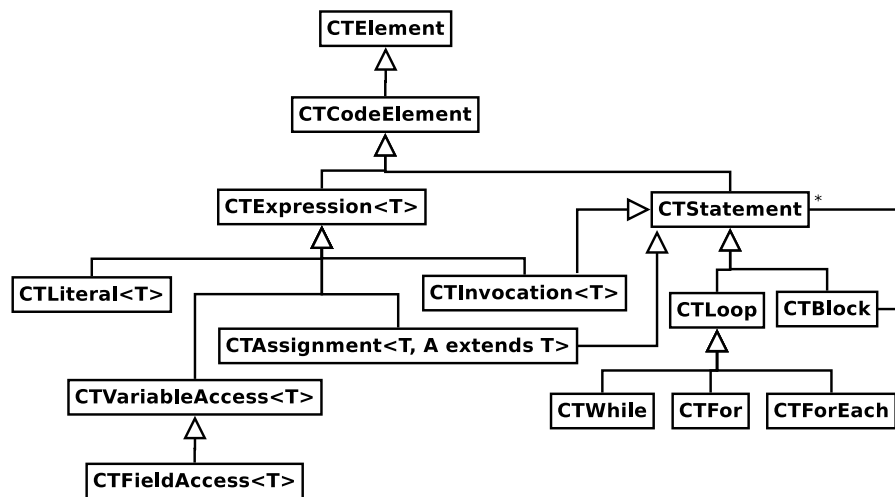 CTElement
CTCodeElement
CTExpression<T>
CTStatement
*
CTLiteral<T>
CTInvocation<T>
CTLoop
CTBlock
CTAssignment<T, A extends T>
CTVariableAccess<T>
CTWhile
CTFor
CTForEach
CTFieldAccess<T>